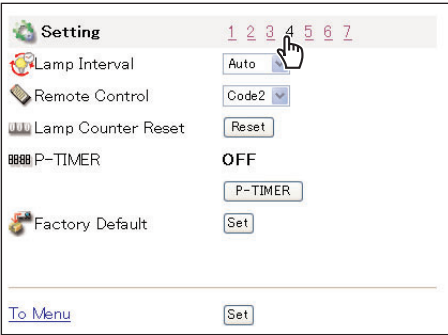 Setting 1 2 3 4 5 6 7
Lamp Interval Auto
Remote Control Code2
Lamp Counter Reset Reset
P-TIMER OFF
P-TIMER
Factory Default Set
To Menu Set